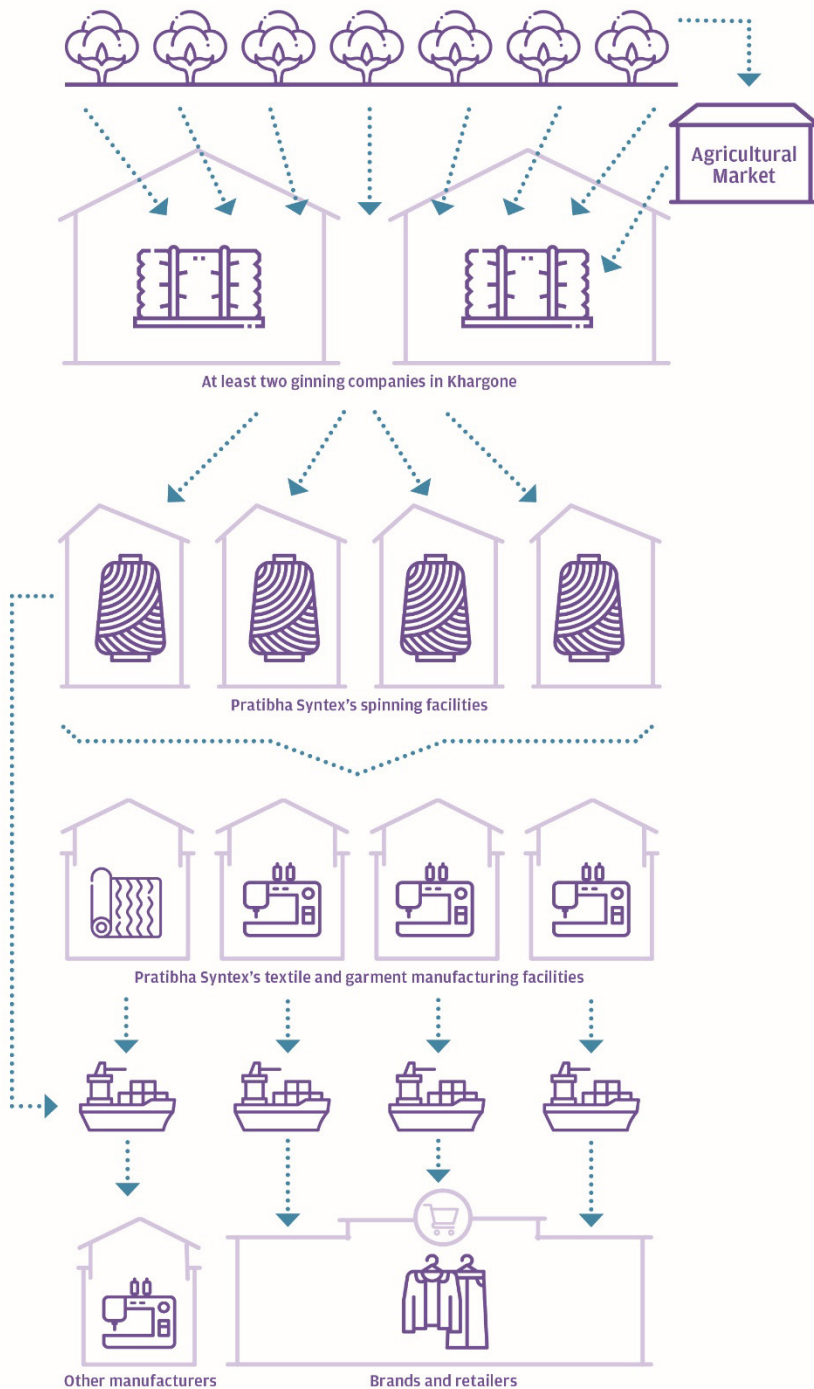 Agricultural
Market
At least two ginning companies in Khargone
Pratibha Syntex's spinning facilities
Pratibha Syntex's textile and garment manufacturing facilities
Other manufacturers
Brands and retailers